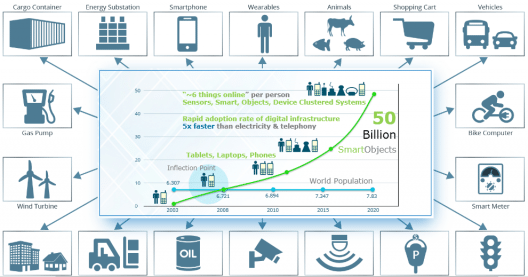 Cargo Container
Energy Substation
Smartphone
Wearables
Animals
Shopping Cart
Vehicles
Gas Pump
Wind Turbine
50
40
30
20
10
0
"~6 things online" per person
Sensors, Smart, Objects, Device Clustered Systems
Rapid adoption rate of digital infrastructure
5x faster than electricity & telephony
50
Billion
SmartObjects
Tablets, Laptops, Phones
Inflection Point
World Population
6.307
6.721
6.894
7.347
7.83
2003
2008
2010
2015
2020
Bike Computer
Smart Meter
OIL
P